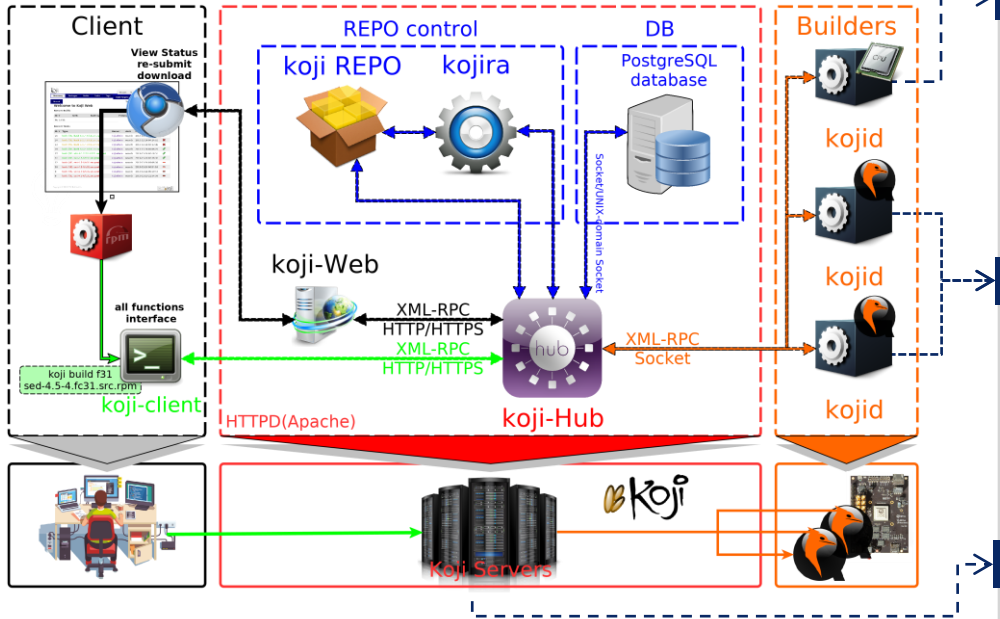 Client
View Status
re-submit
download
rpm
all functions
interface
koji build f31
sed-4.5-4.fc31.src.rpm
koji-client
REPO control
koji REPO
kojira
DB
PostgreSQL
database
Socket/UNIX-domain Socket
koji-Web
XML-RPC
HTTP/HTTPS
XML-RPC
HTTP/HTTPS
hub
koji-Hub
HTTPD(Apache)
XML-RPC
Socket
Builders
CPU
kojid
kojid
kojid
Koji
Koji Servers